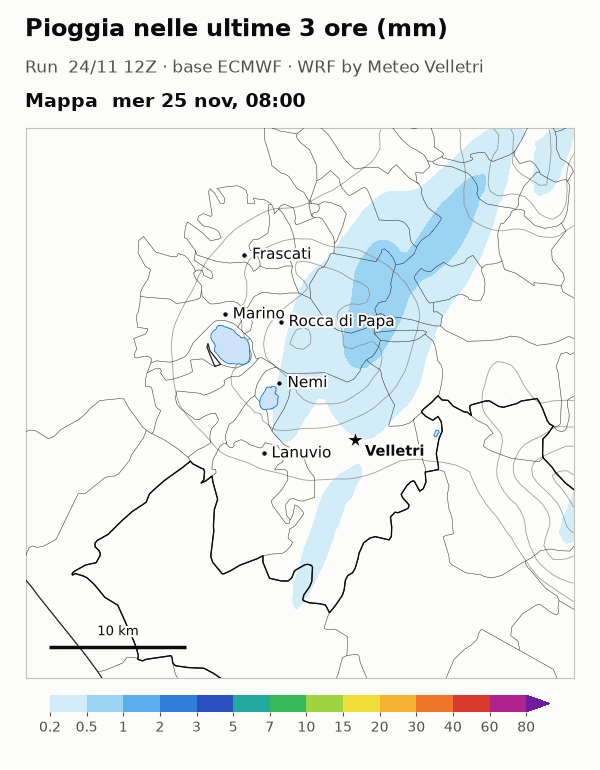 Pioggia nelle ultime 3 ore (mm)
Run  24/11 12Z · base ECMWF · WRF by Meteo Velletri
Mappa  mer 25 nov, 08:00
Frascati
Marino
Rocca di Papa
Nemi
Velletri
Lanuvio
10 km
0.2 0.5 1 2 3 5 7 10 15 20 30 40 60 80